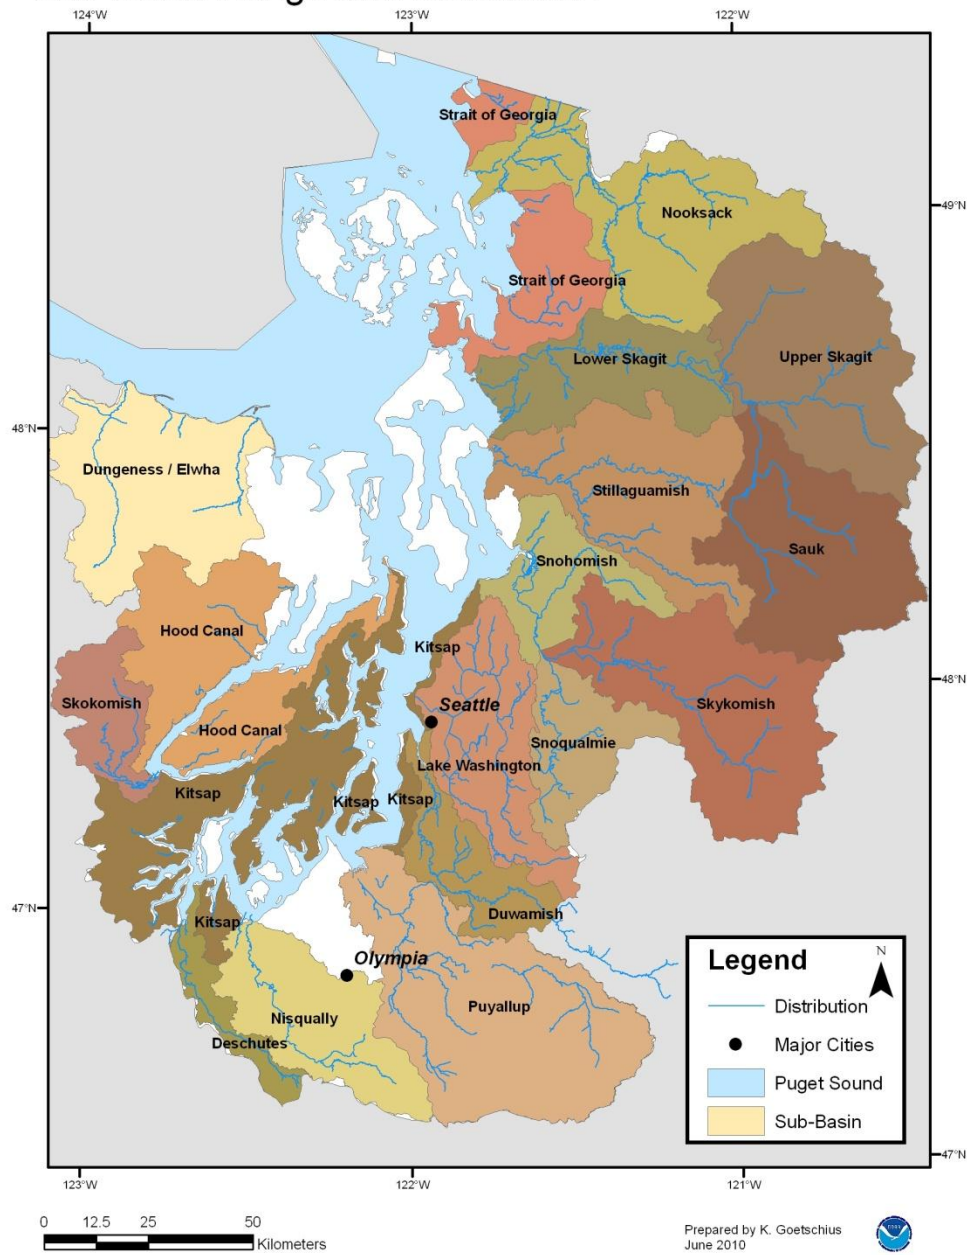 124°W
123°W
122°W
Strait of Georgia
49°N
Nooksack
Strait of Georgia
Lower Skagit
Upper Skagit
48°N
Dungeness / Elwha
Stillaguamish
Sauk
Snohomish
Hood Canal
Kitsap
48°N
Skokomish
Seattle
Skykomish
Hood Canal
Snoqualmie
Lake Washington
Kitsap
Kitsap
Kitsap
47°N
Duwamish
Kitsap
Olympia
Legend
N
Distribution
Puyallup
Nisqually
Major Cities
Deschutes
Puget Sound
Sub-Basin
47°N
123°W
122°W
121°W
0 12.5 25 50
Kilometers
Prepared by K. Goetschius
June 2010